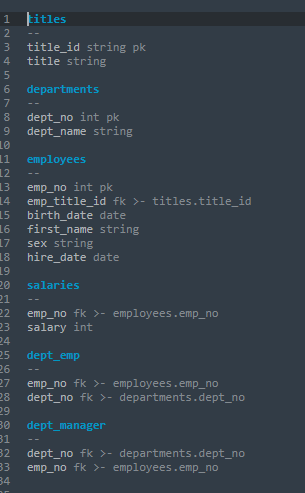 1 titles
2 --
3 title_id string pk
4 title string
5
6 departments
7 --
8 dept_no int pk
9 dept_name string
10
11 employees
12 --
13 emp_no int pk
14 emp_title_id fk >- titles.title_id
15 birth_date date
16 first_name string
17 sex string
18 hire_date date
19
20 salaries
21 --
22 emp_no fk >- employees.emp_no
23 salary int
24
25 dept_emp
26 --
27 emp_no fk >- employees.emp_no
28 dept_no fk >- departments.dept_no
29
30 dept_manager
31 --
32 dept_no fk >- departments.dept_no
33 emp_no fk >- employees.emp_no
34